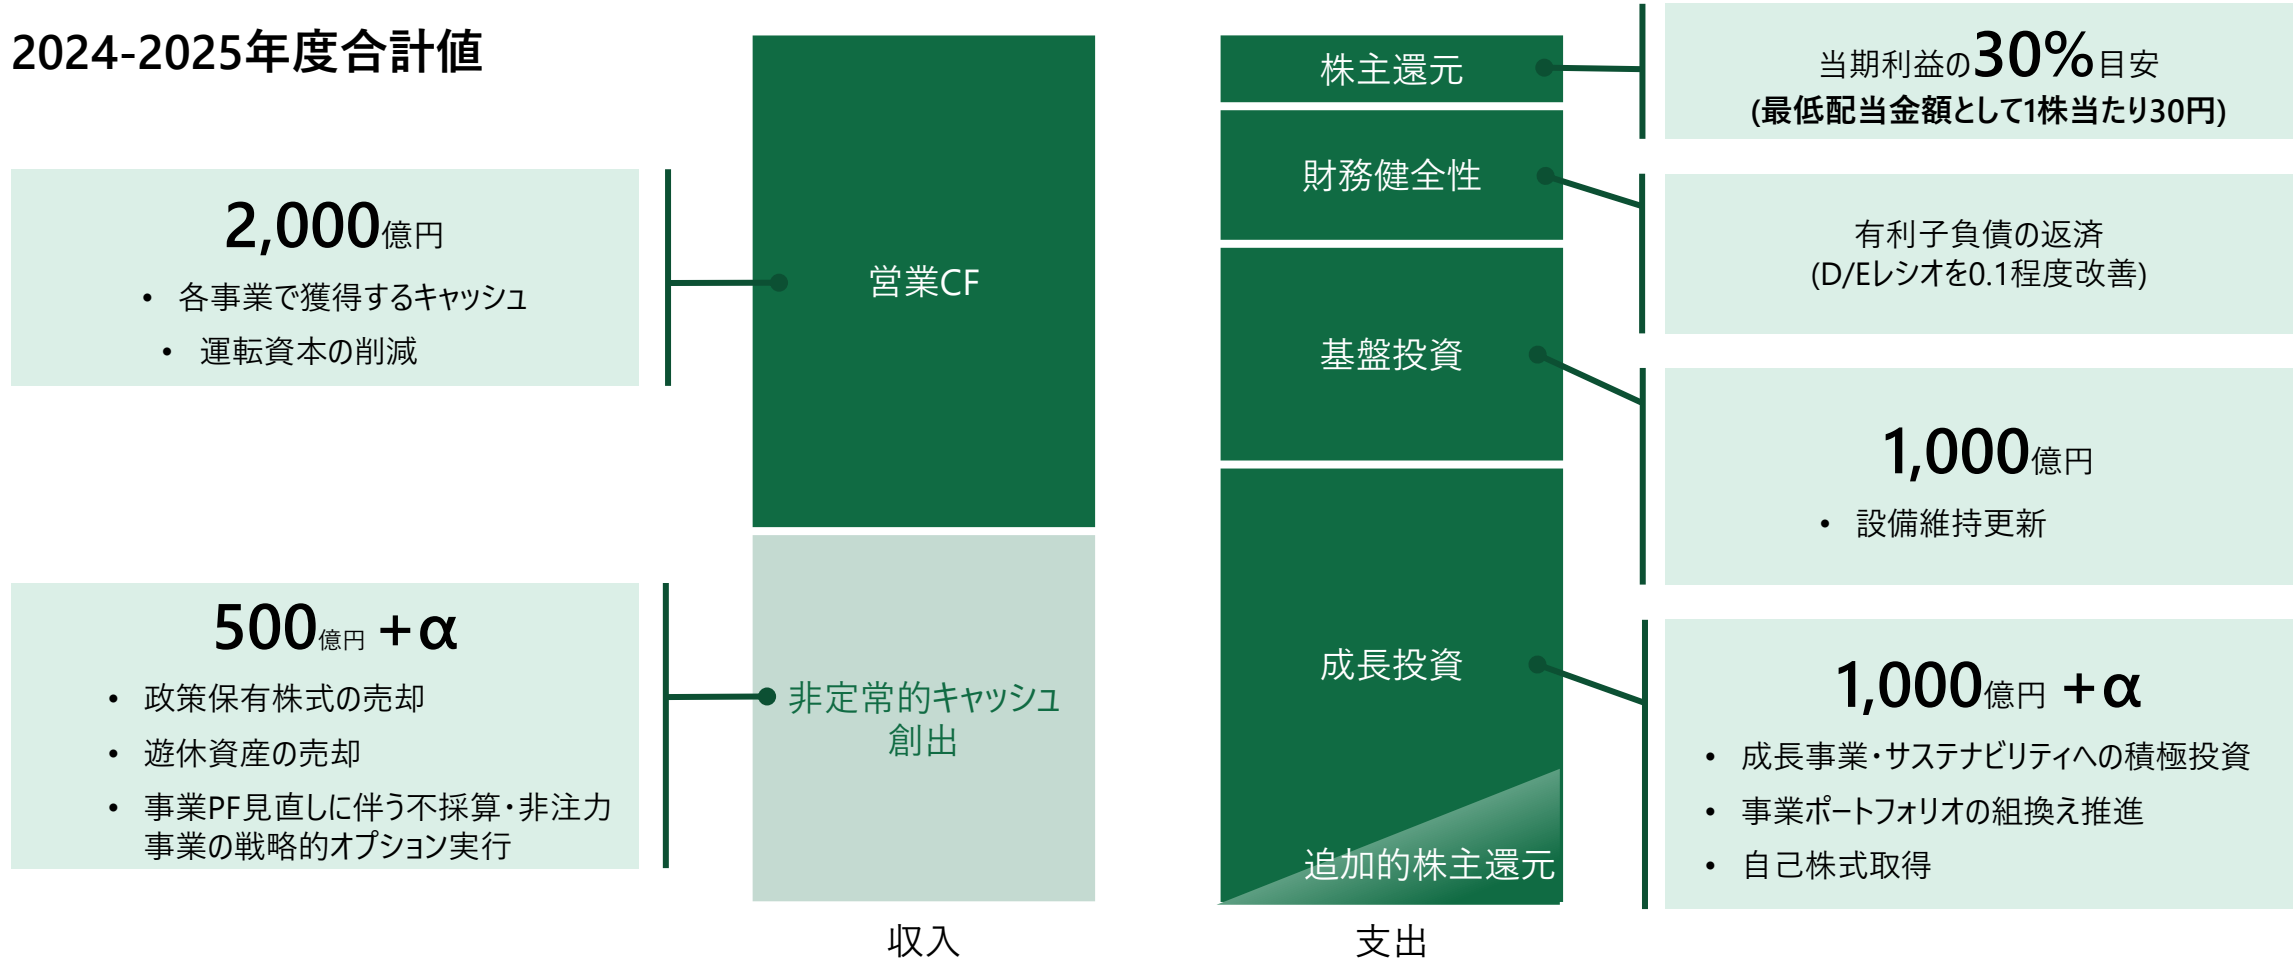 2024-2025年度合計値
2,000億円
• 各事業で獲得するキャッシュ
• 運転資本の削減
500億円 +α
• 政策保有株式の売却
• 遊休資産の売却
• 事業PF見直しに伴う不採算・非注力
事業の戦略的オプション実行
営業CF
非定常的キャッシュ
創出
収入
株主還元
財務健全性
基盤投資
成長投資
追加的株主還元
支出
当期利益の30%目安
(最低配当金額として1株当たり30円)
有利子負債の返済
(D/Eレシオを0.1程度改善)
1,000億円
• 設備維持更新
1,000億円 +α
• 成長事業・サステナビリティへの積極投資
• 事業ポートフォリオの組換え推進
• 自己株式取得